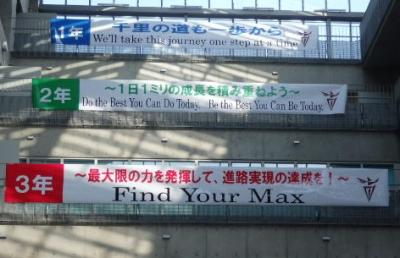 1年
千里の道も一歩から
We'll take this journey one step at a time
2年
～1日1ミリの成長を積み重ねよう～
Do the Best You Can Do Today. Be the Best You Can Be Today.
3年
～最大限の力を発揮して、進路実現の達成を！～
Find Your Max